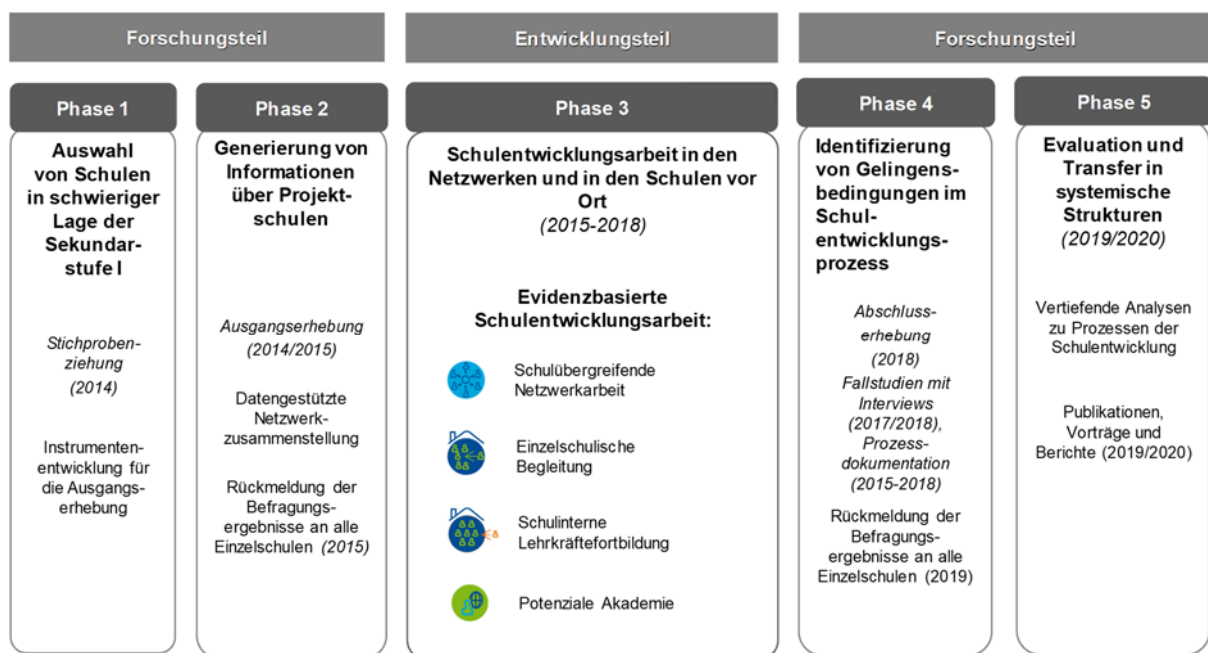 Forschungsteil
Entwicklungsteil
Forschungsteil
Phase 1
Auswahl
von Schulen
in schwieriger
Lage der
Sekundar-
stufe I
Stichproben-
ziehung
(2014)
Instrumenten-
entwicklung für
die Ausgangs-
erhebung
Phase 2
Generierung von
Informationen
über Projekt-
schulen
Ausgangserhebung
(2014/2015)
Datengestützte
Netzwerk-
zusammenstellung
Rückmeldung der
Befragungs-
ergebnisse an alle
Einzelschulen (2015)
Phase 3
Schulentwicklungsarbeit in den
Netzwerken und in den Schulen vor
Ort
(2015-2018)
Evidenzbasierte
Schulentwicklungsarbeit:
Schulübergreifende
Netzwerkarbeit
Einzelschulische
Begleitung
Schulinterne
Lehrkräftefortbildung
Potenziale Akademie
Phase 4
Identifizierung
von Gelingens-
bedingungen im
Schul-
entwicklungs-
prozess
Abschluss-
erhebung
(2018)
Fallstudien mit
Interviews
(2017/2018),
Prozess-
dokumentation
(2015-2018)
Rückmeldung der
Befragungs-
ergebnisse an alle
Einzelschulen (2019)
Phase 5
Evaluation und
Transfer in
systemische
Strukturen
(2019/2020)
Vertiefende Analysen
zu Prozessen der
Schulentwicklung
Publikationen,
Vorträge und
Berichte (2019/2020)